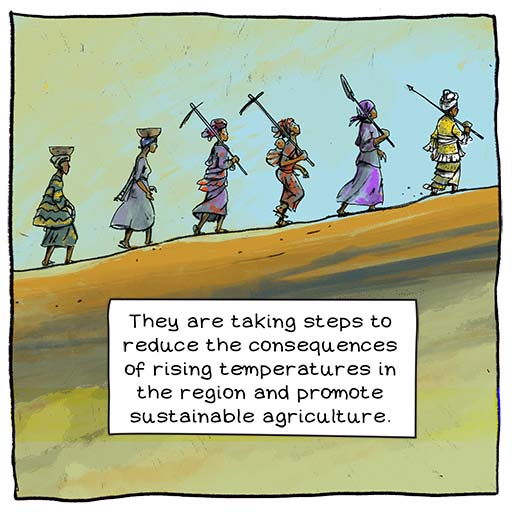 They are taking steps to
reduce the consequences
of rising temperatures in
the region and promote
sustainable agriculture.